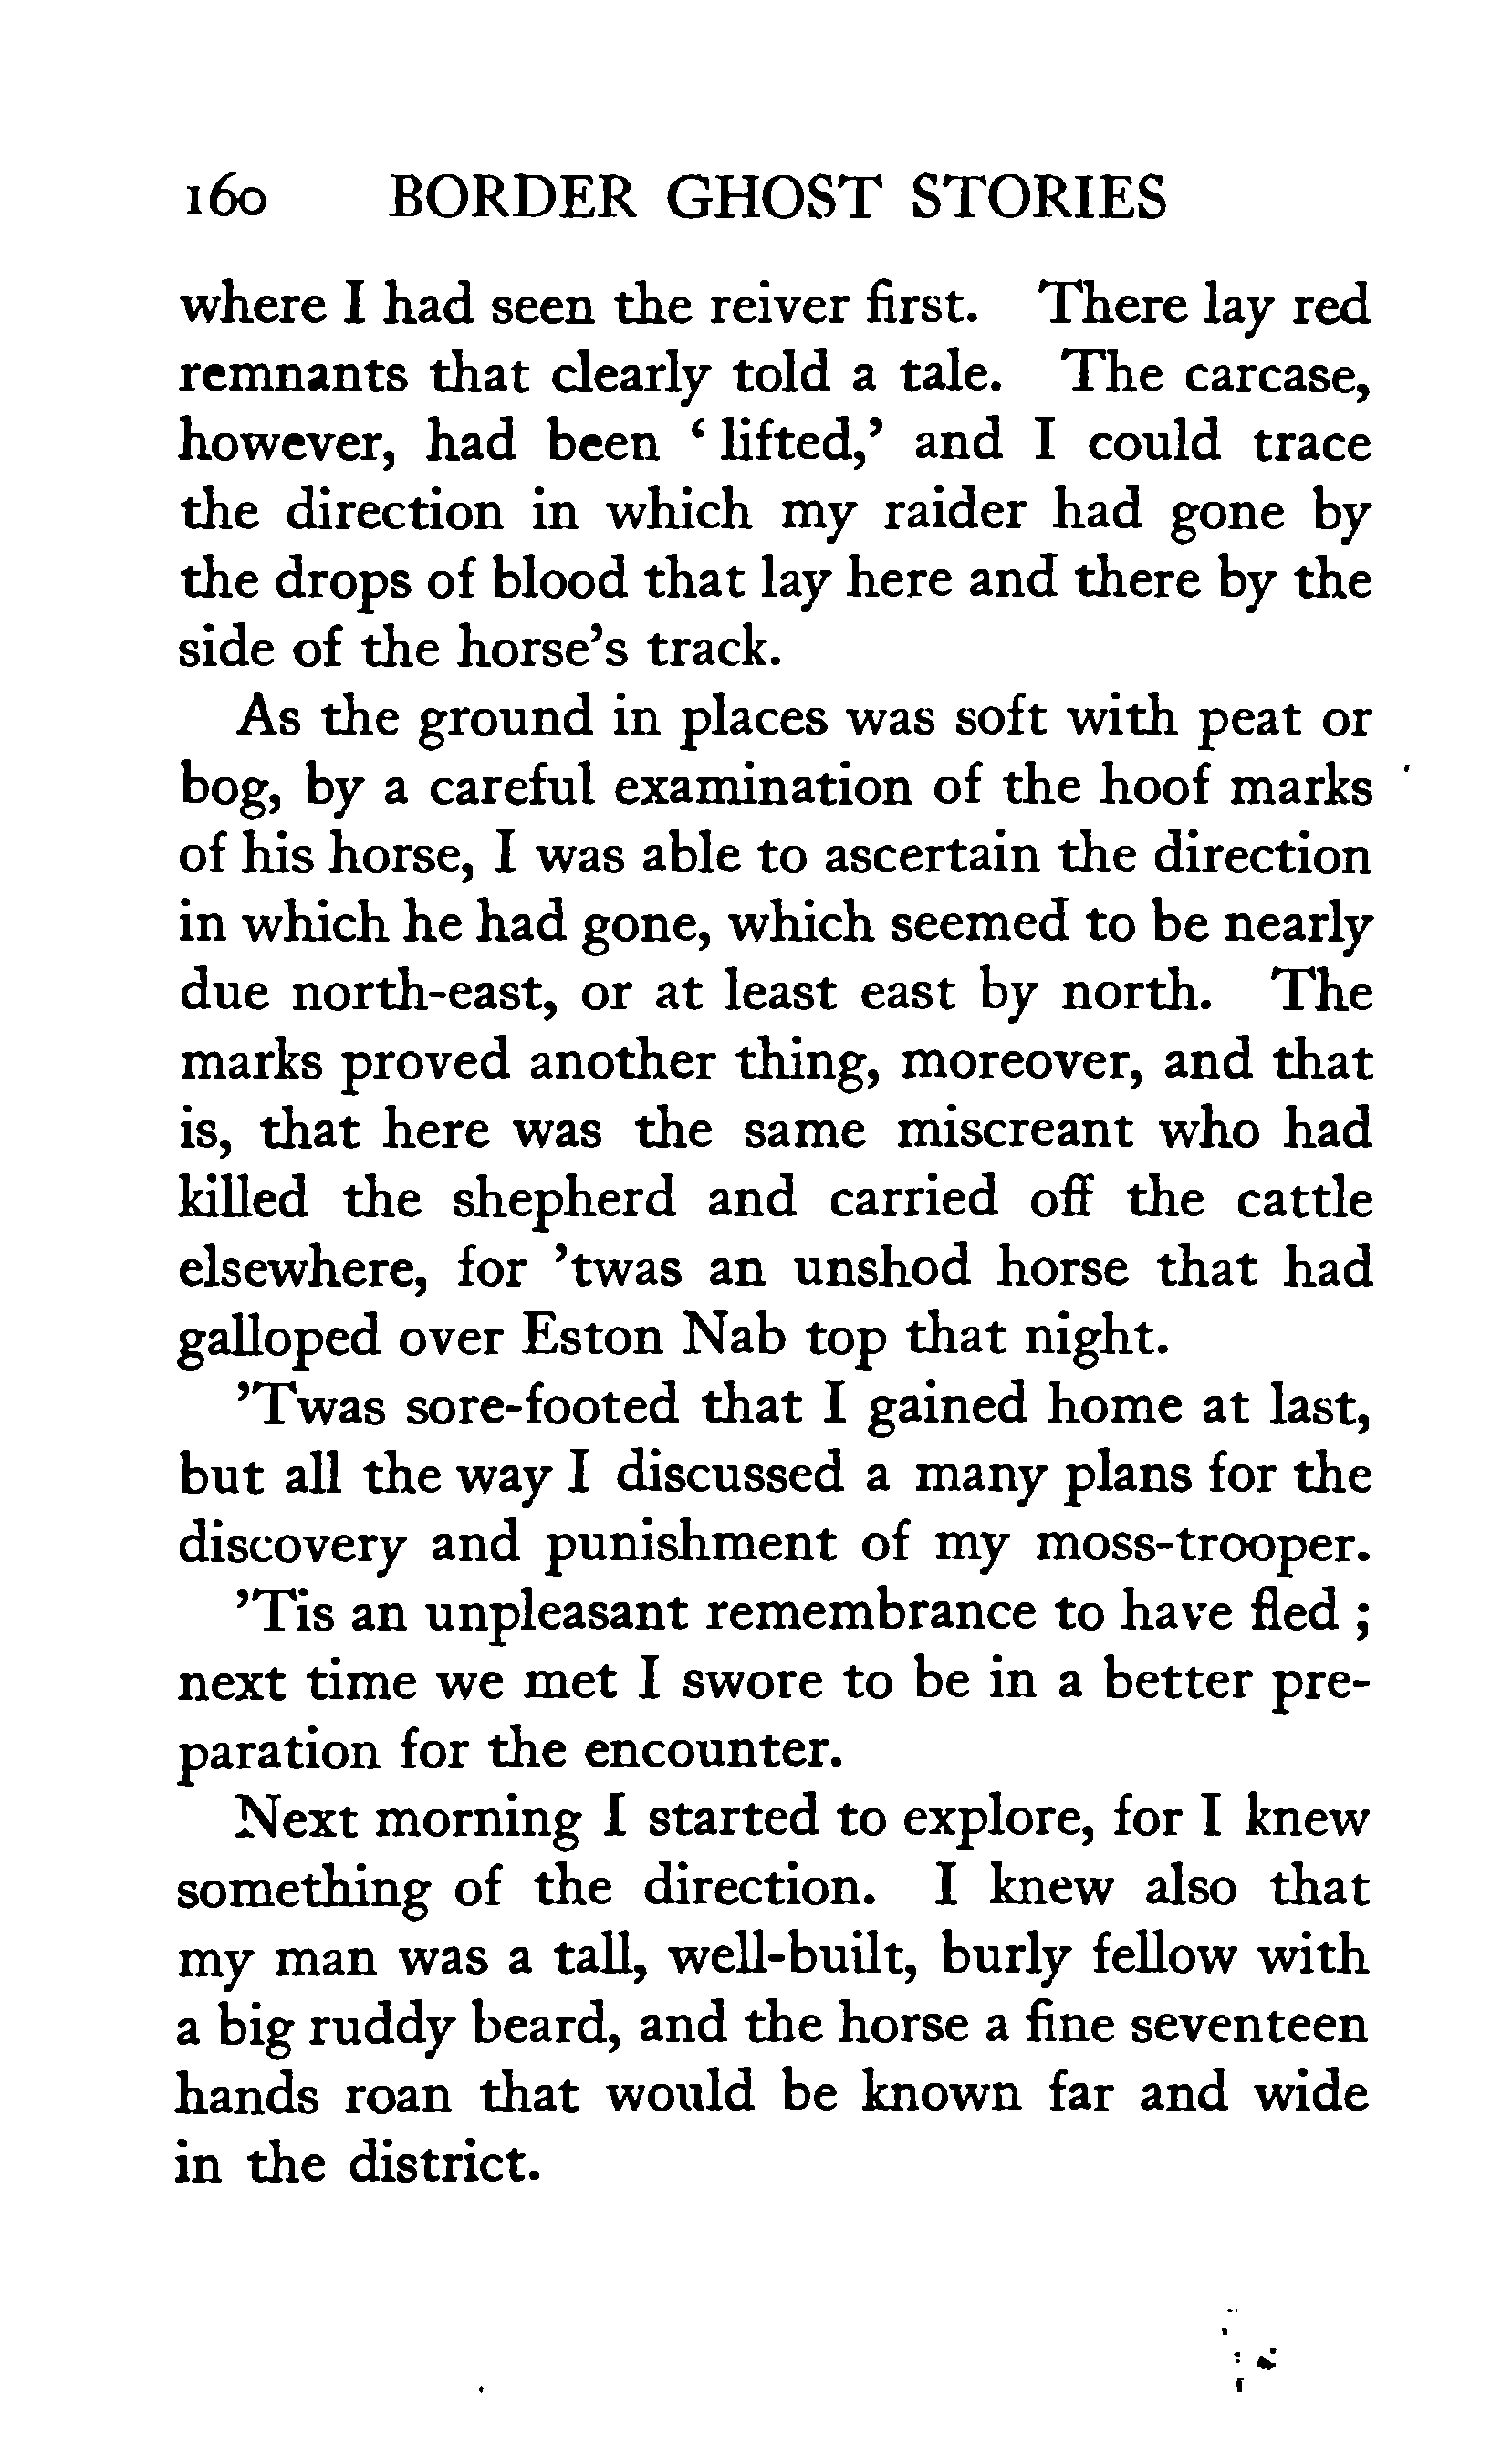 160 BORDER GHOST STORIES
where I had seen the reiver first. There lay red
remnants that clearly told a tale. The carcase,
however, had been ‘ lifted,’ and I could trace
the direction in which my raider had gone by
the drops of blood that lay here and there by the
side of the horse’s track.
As the ground in places was soft with peat or
bog, by a careful examination of the hoof marks
of his horse, I was able to ascertain the direction
in which he had gone, which seemed to be nearly
due north-east, or at least east by north. The
marks proved another thing, moreover, and that
is, that here was the same miscreant who had
killed the shepherd and carried off the cattle
elsewhere, for ’twas an unshod horse that had
galloped over Eston Nab top that night.
’Twas sore-footed that I gained home at last,
but all the way I discussed a many plans for the
discovery and punishment of my moss-trooper.
’Tis an unpleasant remembrance to have fled ;
next time we met I swore to be in a better pre-
paration for the encounter.
Next morning I started to explore, for I knew
something of the direction. I knew also that
my man was a tall, well-built, burly fellow with
a big ruddy beard, and the horse a fine seventeen
hands roan that would be known far and wide
in the district.